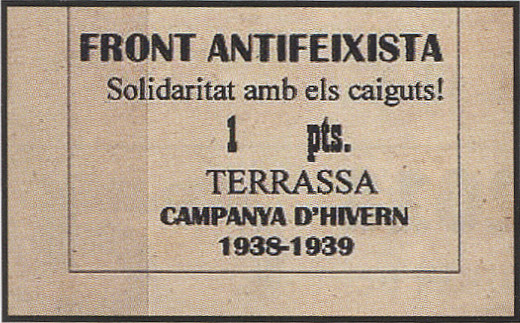 FRONT ANTIFEIXISTA
Solidaritat amb els caiguts!
1 pts.
TERRASSA
CAMPANYA D'HIVERN
1938-1939